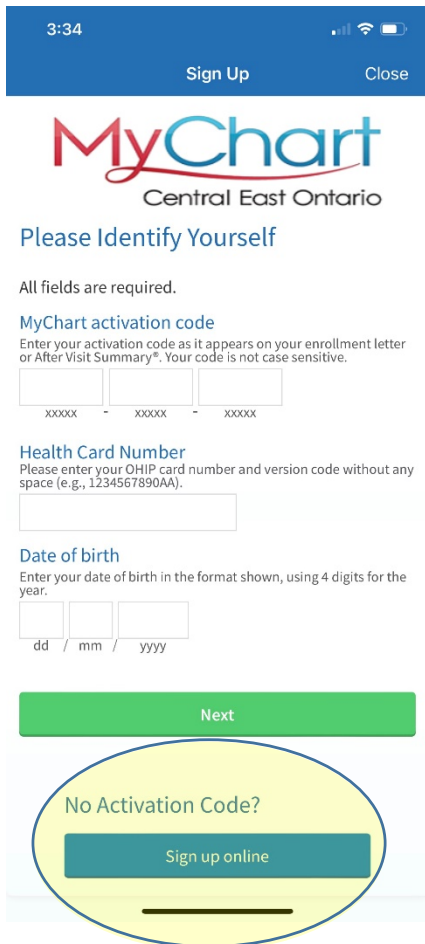 3:34
Sign Up Close
MyChart
Central East Ontario
Please Identify Yourself
All fields are required.
MyChart activation code
Enter your activation code as it appears on your enrollment letter
or After Visit Summary®. Your code is not case sensitive.
xxxxx - xxxxx - xxxxx
Health Card Number
Please enter your OHIP card number and version code without any
space (e.g., 1234567890AA).
Date of birth
Enter your date of birth in the format shown, using 4 digits for the
year.
dd / mm / yyyy
Next
No Activation Code?
Sign up online